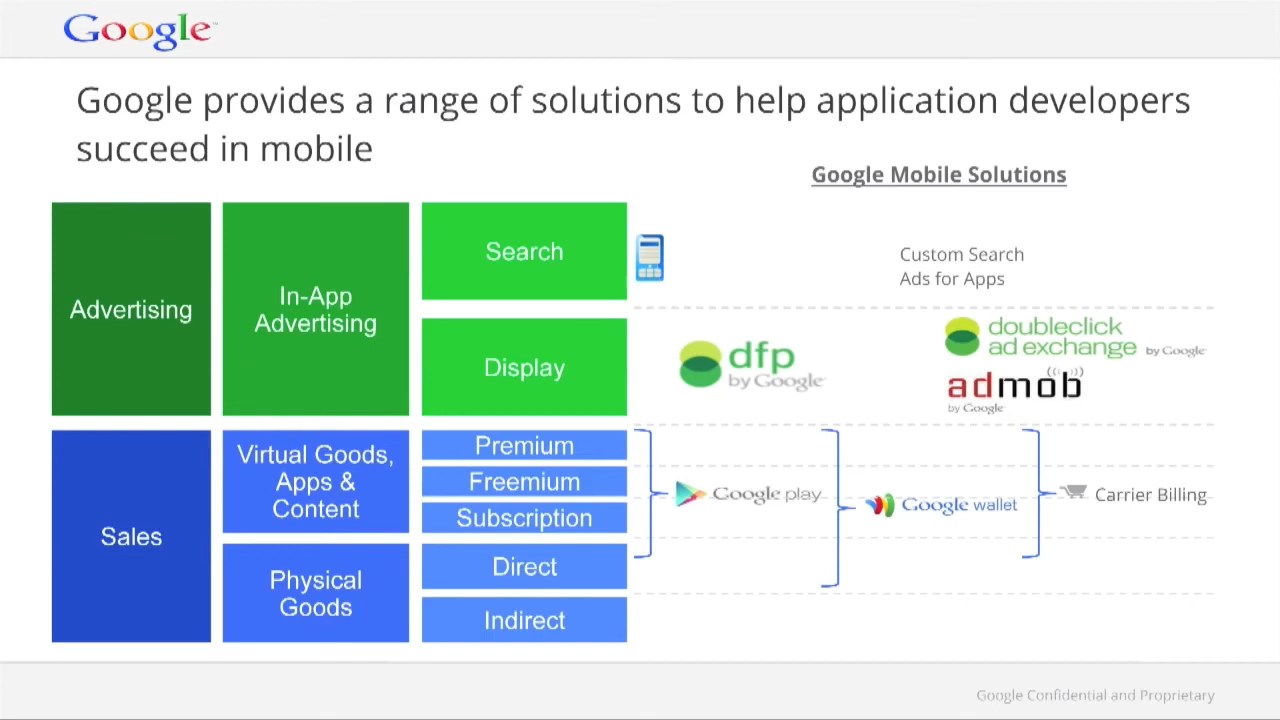 Google
Google provides a range of solutions to help application developers
succeed in mobile
Google Mobile Solutions
Advertising
In-App
Advertising
Search
Custom Search
Ads for Apps
Display
dfp
by Google
doubleclick
ad exchange by Google
admob
by Google
Sales
Virtual Goods,
Apps &
Content
Premium
Freemium
Subscription
Google play
Google wallet
Carrier Billing
Physical
Goods
Direct
Indirect
Google Confidential and Proprietary